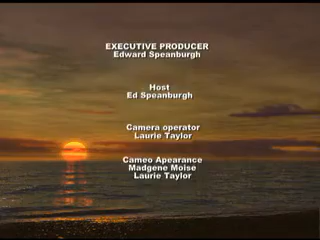 EXECUTIVE PRODUCER
Edward Speanburgh
Host
Ed Speanburgh
Camera operator
Laurie Taylor
Cameo Apearance
Madgene Moise
Laurie Taylor